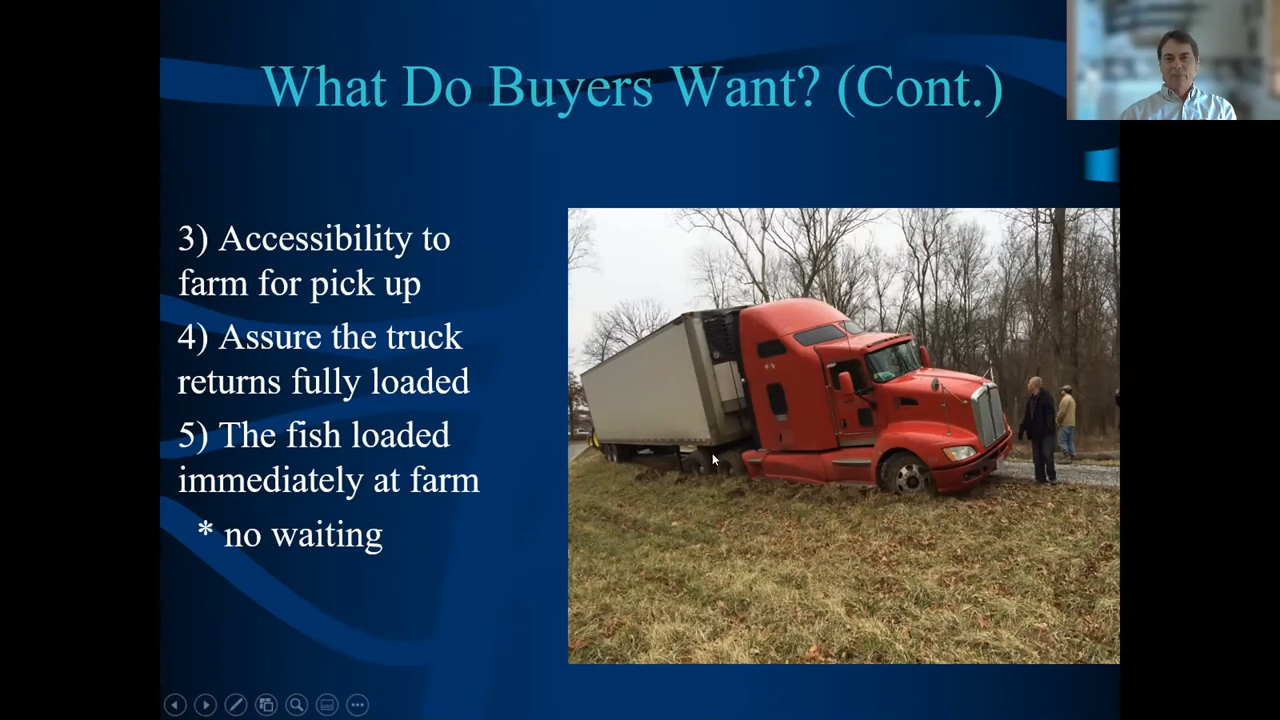 What Do Buyers Want? (Cont.)
3) Accessibility to
farm for pick up
4) Assure the truck
returns fully loaded
5) The fish loaded
immediately at farm
* no waiting